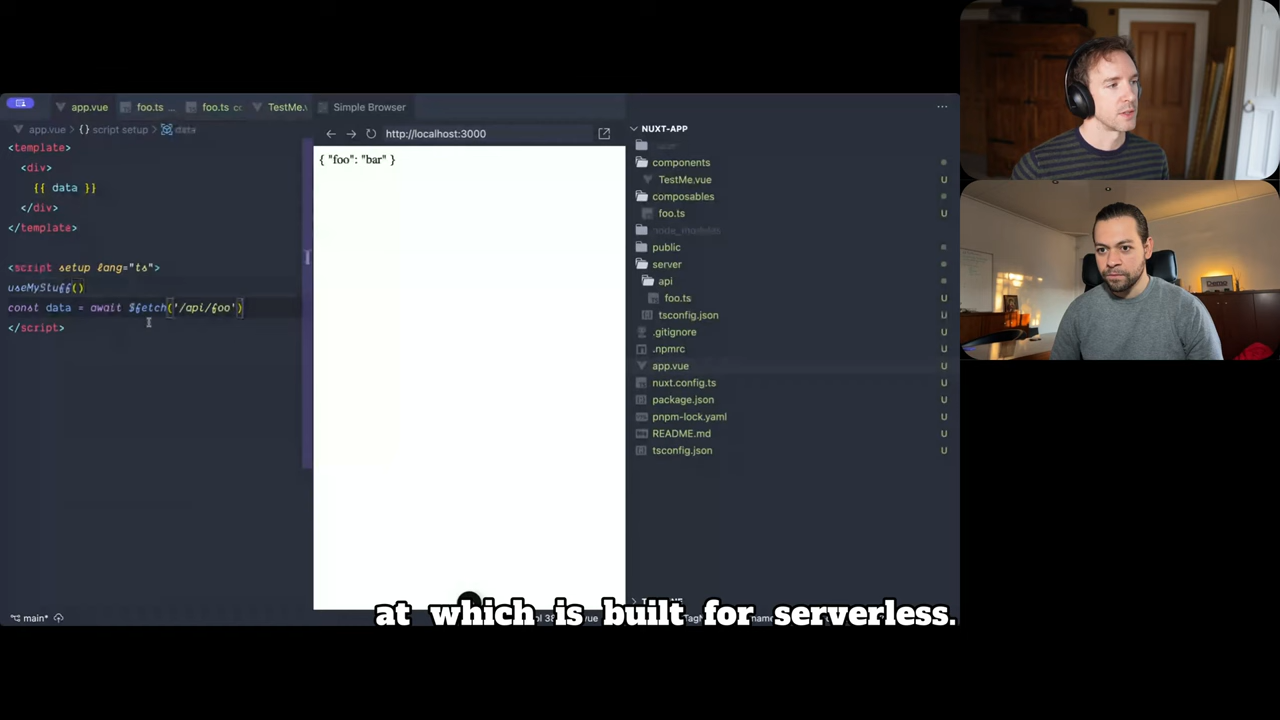 app.vue
foo.ts
foo.ts
TestMe.v
Simple Browser
app.vue > {} script setup > data
http://localhost:3000
<template>
<div>
{{ data }}
</div>
</template>
<script setup lang="ts">
useMyStuff()
const data = await $fetch('/api/foo')
</script>
{ "foo": "bar" }
NUXT-APP
components
TestMe.vue U
composables
foo.ts U
node_modules
public
server
api
foo.ts U
tsconfig.json U
.gitignore U
.npmrc U
app.vue U
nuxt.config.ts U
package.json U
pnpm-lock.yaml U
README.md U
tsconfig.json U
main*
at which is built for serverless.
Demo